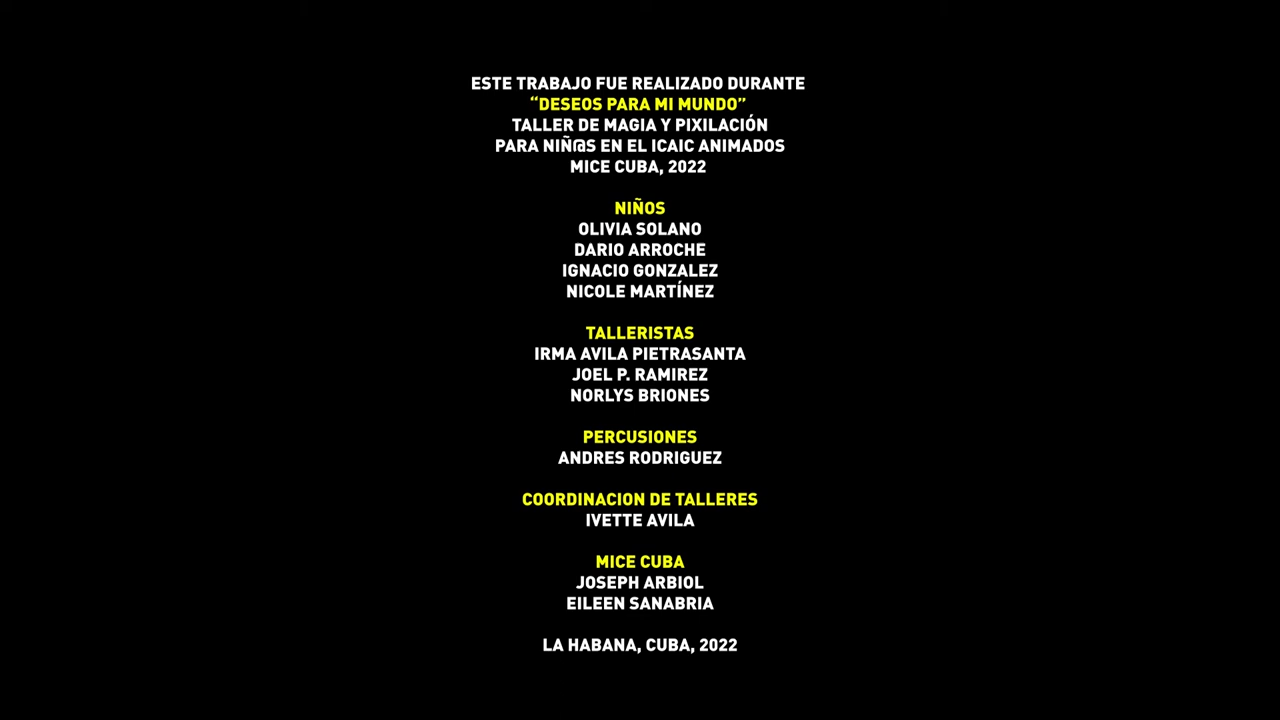 ESTE TRABAJO FUE REALIZADO DURANTE
“DESEOS PARA MI MUNDO”
TALLER DE MAGIA Y PIXILACIÓN
PARA NIÑ@S EN EL ICAIC ANIMADOS
MICE CUBA, 2022
NIÑOS
OLIVIA SOLANO
DARIO ARROCHE
IGNACIO GONZALEZ
NICOLE MARTÍNEZ
TALLERISTAS
IRMA AVILA PIETRASANTA
JOEL P. RAMIREZ
NORLYS BRIONES
PERCUSIONES
ANDRES RODRIGUEZ
COORDINACION DE TALLERES
IVETTE AVILA
MICE CUBA
JOSEPH ARBIOL
EILEEN SANABRIA
LA HABANA, CUBA, 2022